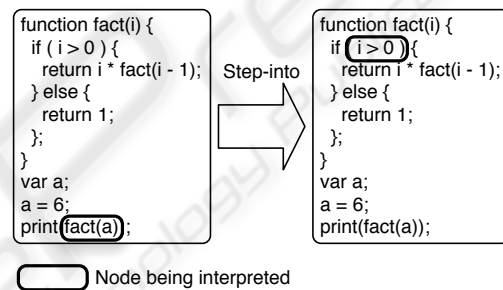 function fact(i) {
if ( i > 0 ) {
return i * fact(i - 1);
} else {
return 1;
};
}
var a;
a = 6;
print(fact(a));
Step-into
function fact(i) {
if ( i > 0 ) {
return i * fact(i - 1);
} else {
return 1;
};
}
var a;
a = 6;
print(fact(a));
Node being interpreted